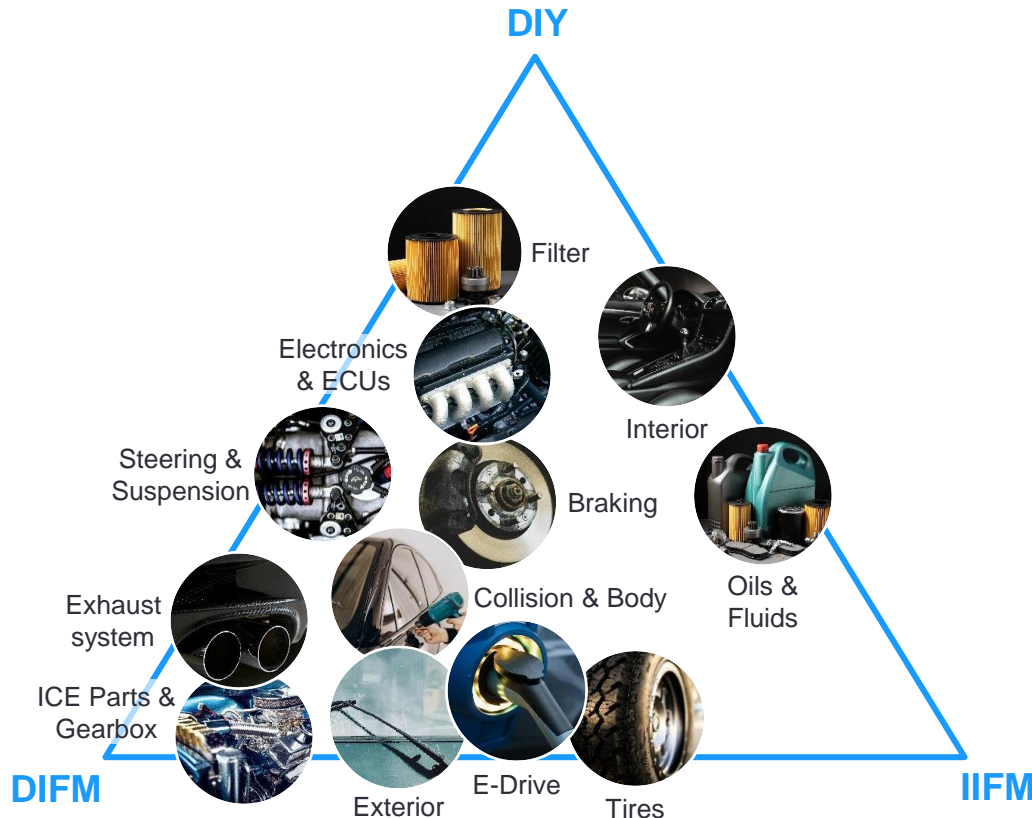 DIY
Filter
Electronics
& ECUs
Interior
Steering &
Suspension
Braking
Oils &
Fluids
Exhaust
system
Collision & Body
ICE Parts &
Gearbox
DIFM
Exterior
E-Drive
Tires
IIFM